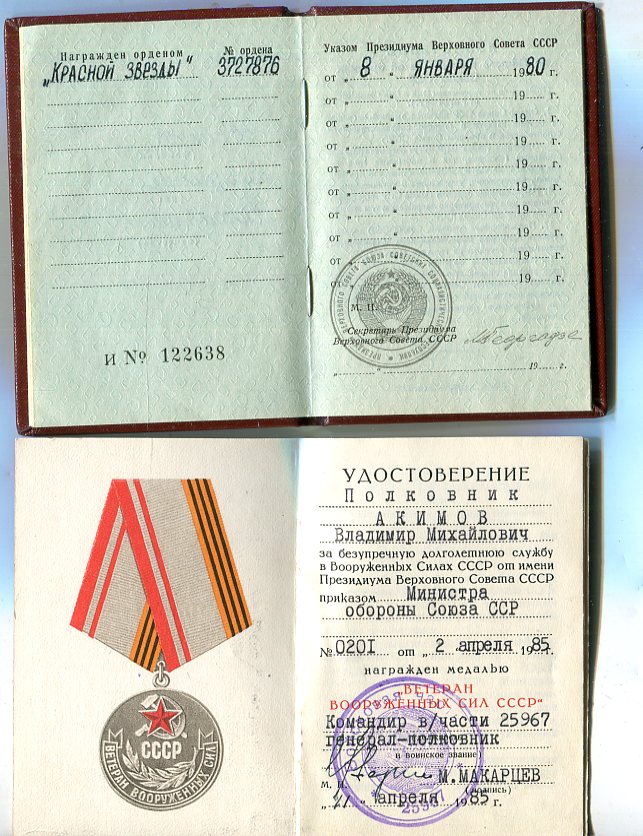 Награжден орденом № ордена
„КРАСНОЙ ЗВЕЗДЫ“ 3727876
И № 122638
Указом Президиума Верховного Совета СССР
от „ 8 “ ЯНВАРЯ 1980 г.
от „ “ 19 г.
от „ “ 19 г.
от „ “ 19 г.
от „ “ 19 г.
от „ “ 19 г.
от „ “ 19 г.
от „ “ 19 г.
от „ “ 19 г.
от „ “ 19 г.
М. П.
Секретарь Президиума
Верховного Совета СССР
„ “ 19 г.
СССР
ВЕТЕРАН ВООРУЖЕННЫХ СИЛ
УДОСТОВЕРЕНИЕ
Полковник
АКИМОВ
Владимир Михайлович
за безупречную долголетнюю службу
в Вооруженных Силах СССР от имени
Президиума Верховного Совета СССР
приказом Министра
обороны Союза ССР
№ 0201 от „ 2 “ апреля 1985 г.
награжден медалью
„ВЕТЕРАН
ВООРУЖЕННЫХ СИЛ СССР“
Командир в/части 25967
генерал-полковник
и воинское звание)
М.МАКАРЦЕВ
М. П. (подпись)
апреля 1985 г.
25967